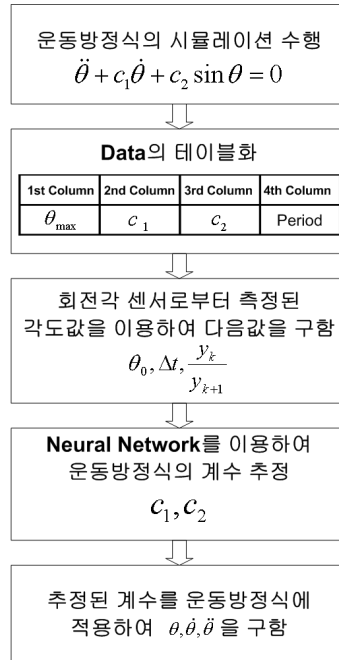 운동방정식의 시뮬레이션 수행
θ̈ + c₁θ̇ + c₂ sin θ = 0
Data의 테이블화
1st Column 2nd Column 3rd Column 4th Column
θmax c₁ c₂ Period
회전각 센서로부터 측정된
각도값을 이용하여 다음값을 구함
θ₀, Δt, yₖ/yₖ₊₁
Neural Network를 이용하여
운동방정식의 계수 추정
c₁, c₂
추정된 계수를 운동방정식에
적용하여 θ, θ̇, θ̈ 을 구함